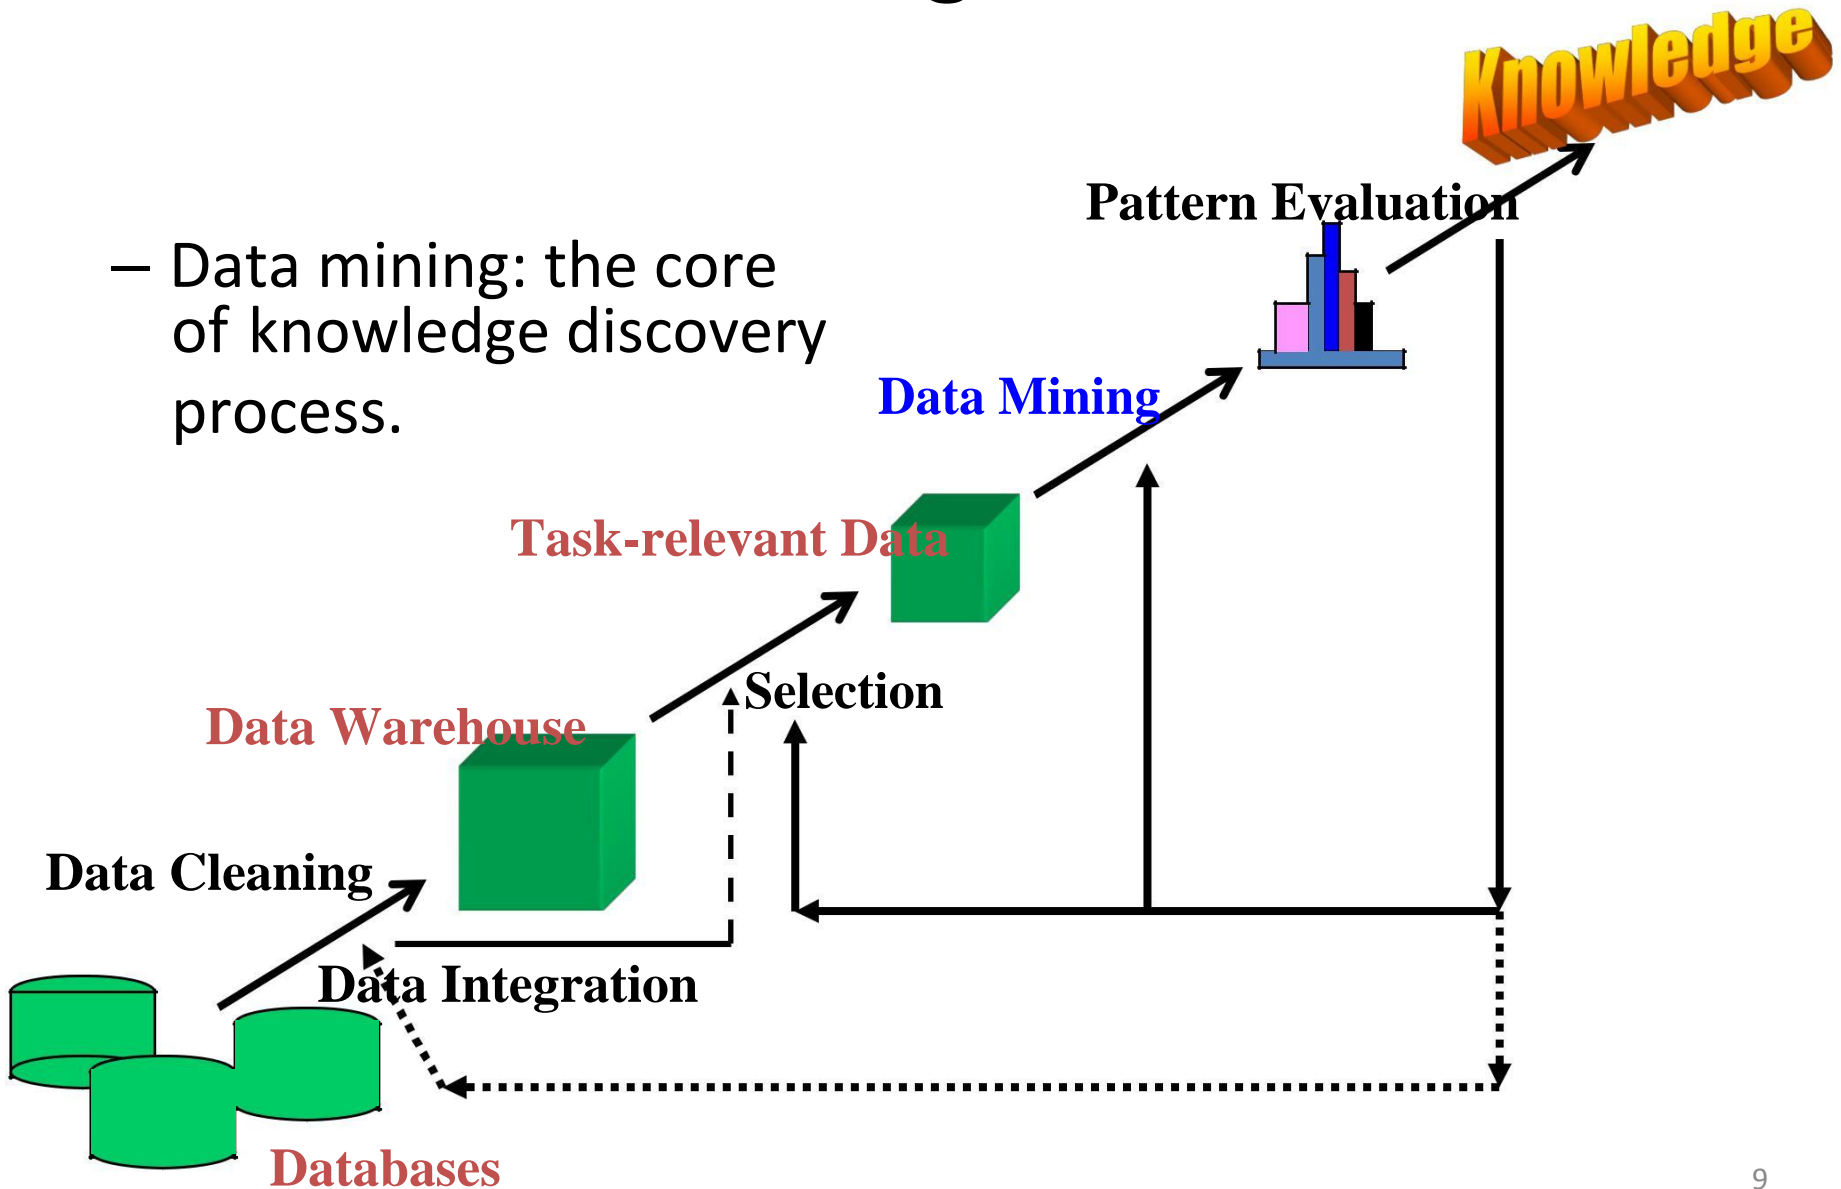 Knowledge
Pattern Evaluation
– Data mining: the core
of knowledge discovery
process.
Data Mining
Task-relevant Data
Selection
Data Warehouse
Data Cleaning
Data Integration
Databases
9